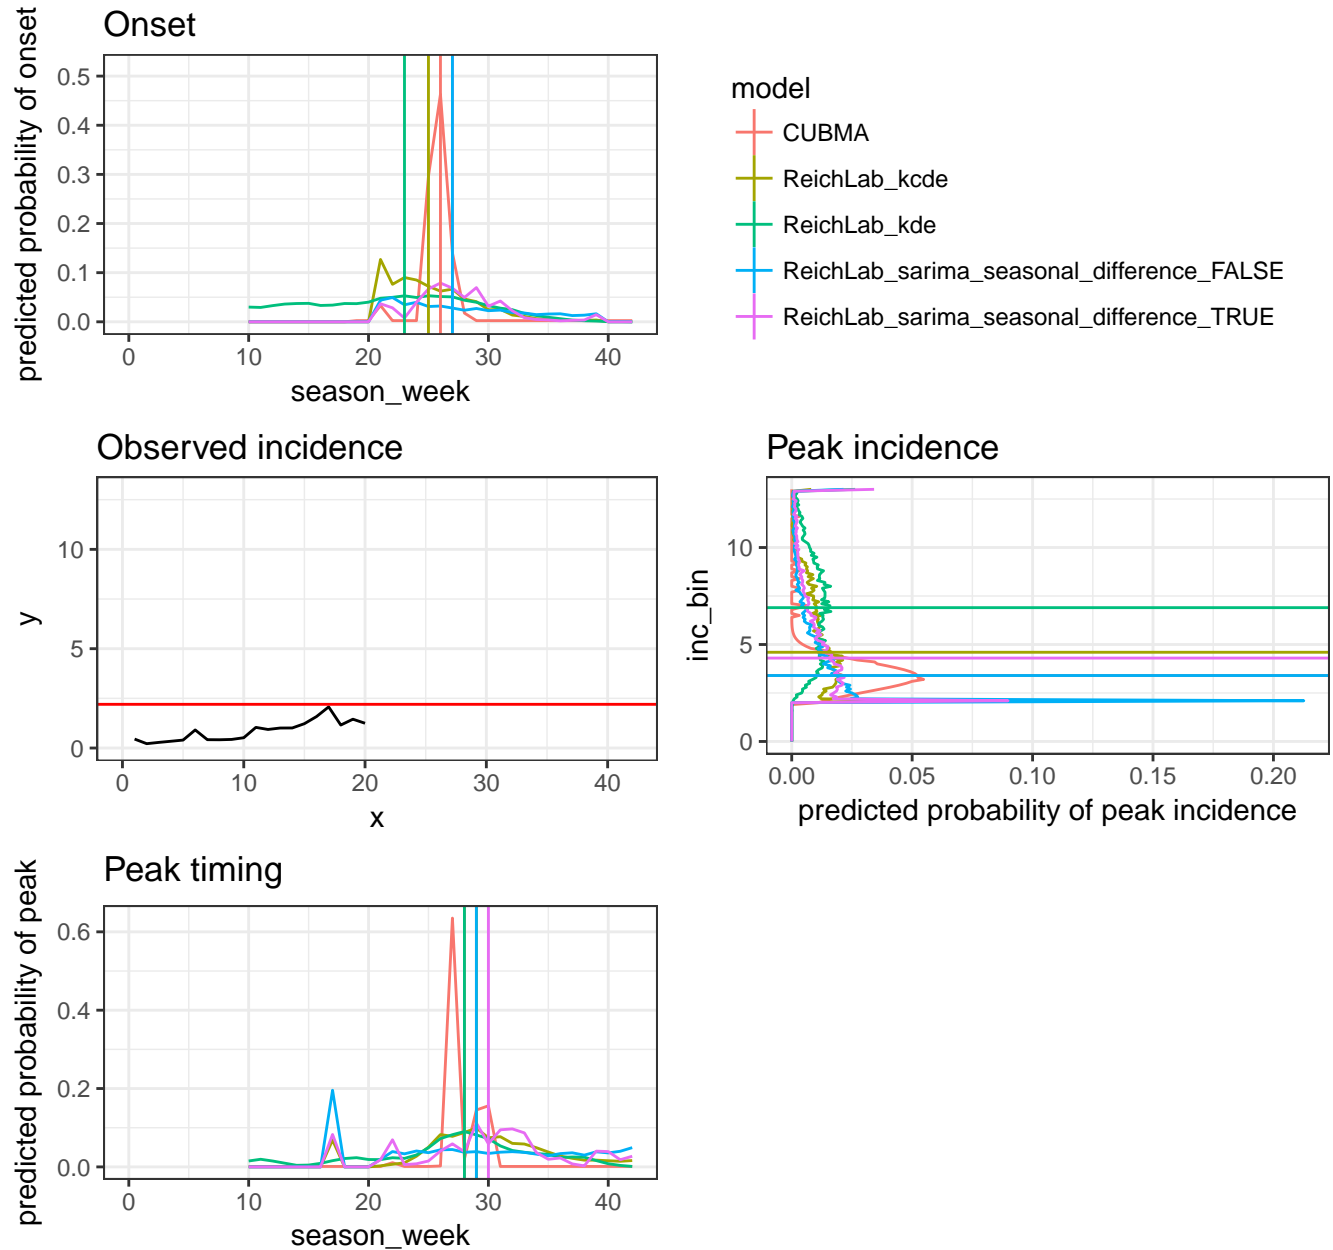 Onset
predicted probability of onset
0.5
0.4
0.3
0.2
0.1
0.0
0 10 20 30 40
season_week
model
CUBMA
ReichLab_kcde
ReichLab_kde
ReichLab_sarima_seasonal_difference_FALSE
ReichLab_sarima_seasonal_difference_TRUE
Observed incidence
y
10
5
0
0 10 20 30 40
x
Peak incidence
inc_bin
10
5
0
0.00 0.05 0.10 0.15 0.20
predicted probability of peak incidence
Peak timing
predicted probability of peak
0.6
0.4
0.2
0.0
0 10 20 30 40
season_week